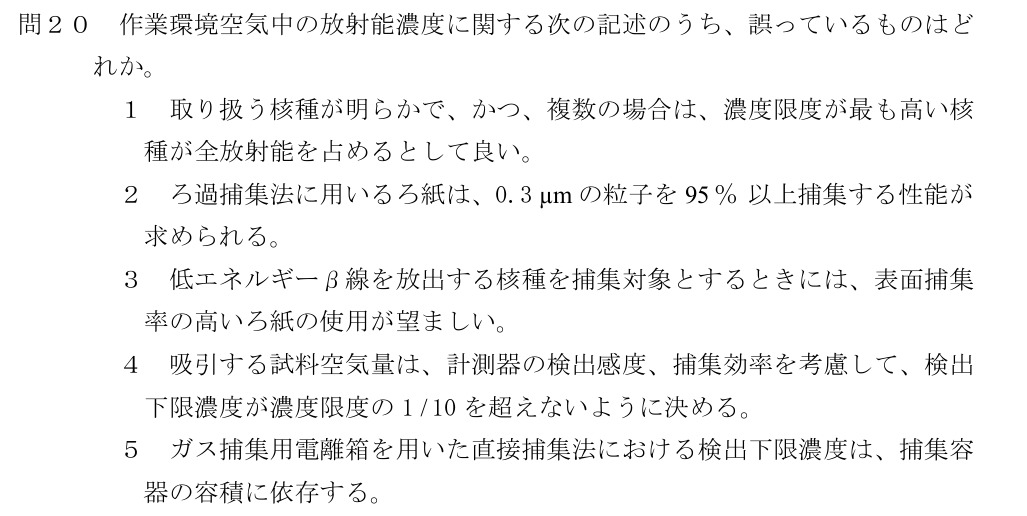 問２０　作業環境空気中の放射能濃度に関する次の記述のうち、誤っているものはど
れか。
１　取り扱う核種が明らかで、かつ、複数の場合は、濃度限度が最も高い核
種が全放射能を占めるとして良い。
２　ろ過捕集法に用いるろ紙は、0.3 μm の粒子を 95％ 以上捕集する性能が
求められる。
３　低エネルギーβ線を放出する核種を捕集対象とするときには、表面捕集
率の高いろ紙の使用が望ましい。
４　吸引する試料空気量は、計測器の検出感度、捕集効率を考慮して、検出
下限濃度が濃度限度の 1/10 を超えないように決める。
５　ガス捕集用電離箱を用いた直接捕集法における検出下限濃度は、捕集容
器の容積に依存する。